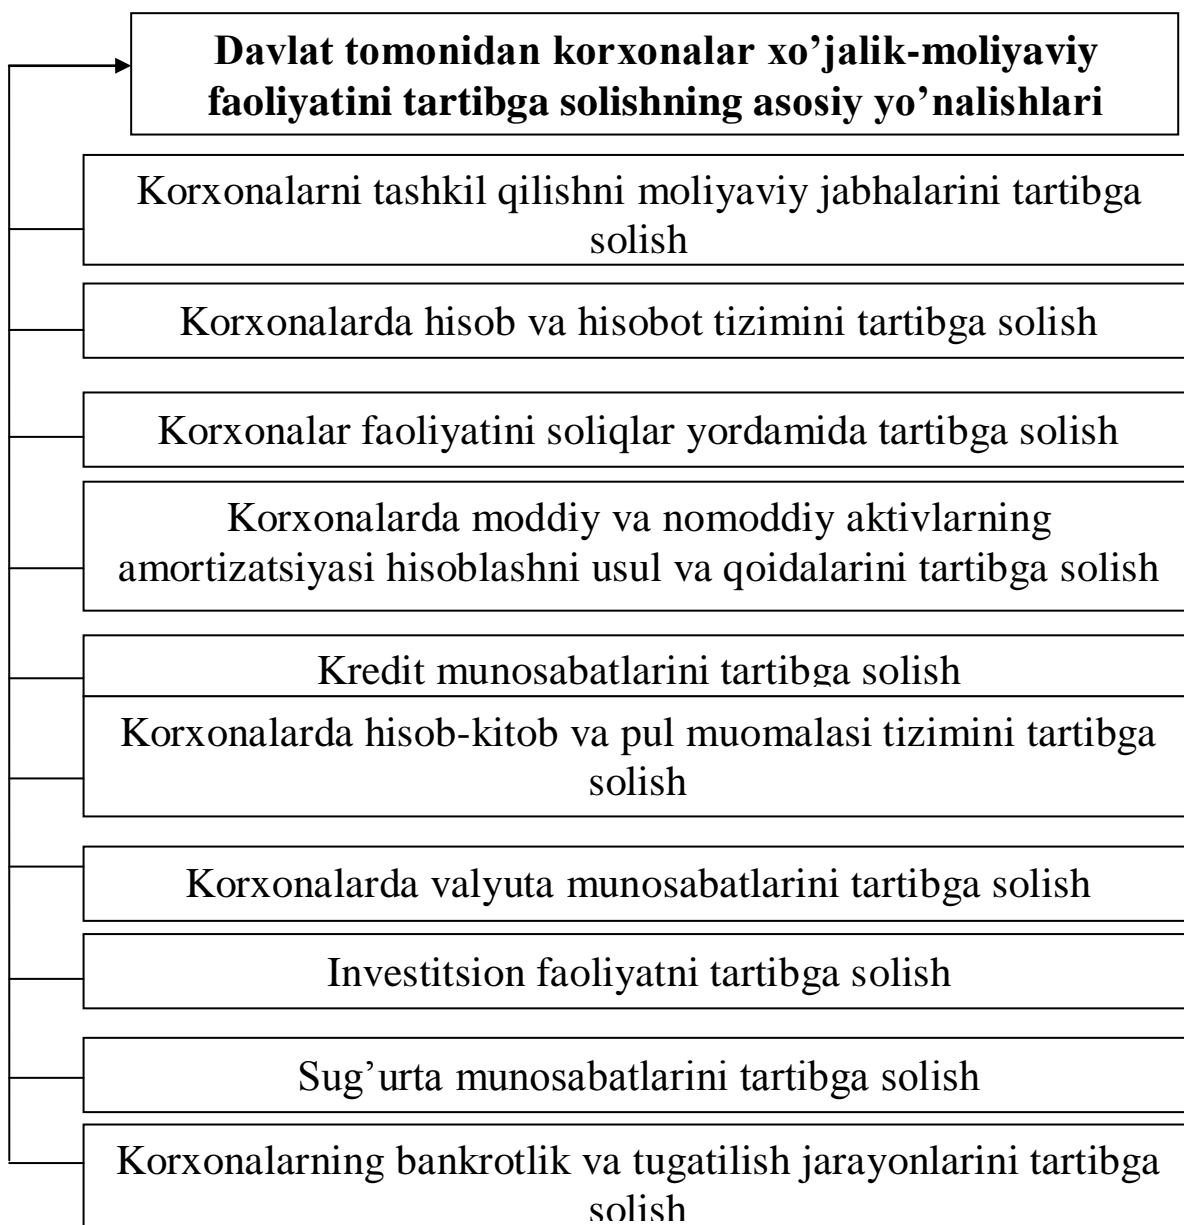 Davlat tomonidan korxonalar xo’jalik-moliyaviy
faoliyatini tartibga solishning asosiy yo’nalishlari
Korxonalarni tashkil qilishni moliyaviy jabhalarini tartibga
solish
Korxonalarda hisob va hisobot tizimini tartibga solish
Korxonalar faoliyatini soliqlar yordamida tartibga solish
Korxonalarda moddiy va nomoddiy aktivlarning
amortizatsiyasi hisoblashni usul va qoidalarini tartibga solish
Kredit munosabatlarini tartibga solish
Korxonalarda hisob-kitob va pul muomalasi tizimini tartibga
solish
Korxonalarda valyuta munosabatlarini tartibga solish
Investitsion faoliyatni tartibga solish
Sug’urta munosabatlarini tartibga solish
Korxonalarning bankrotlik va tugatilish jarayonlarini tartibga
solish